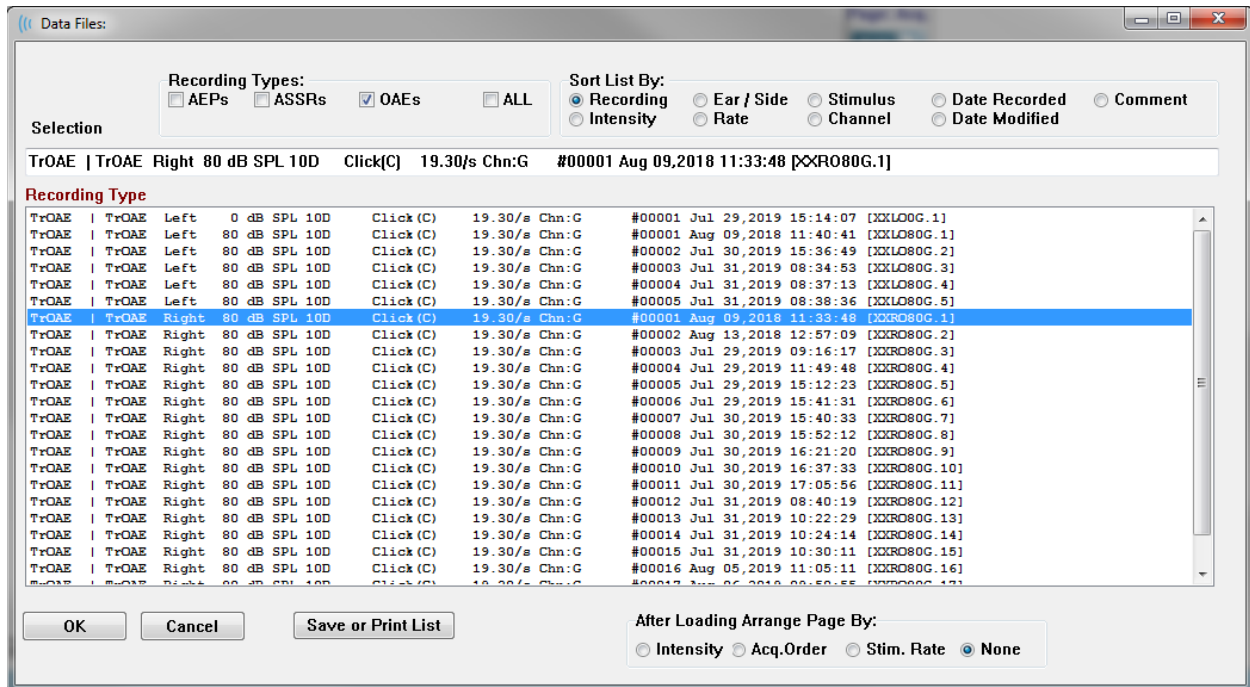 Data Files:
Recording Types:
AEPs ASSRs OAEs ALL
Sort List By:
Recording Ear / Side Stimulus Date Recorded Comment
Intensity Rate Channel Date Modified
Selection
TrOAE | TrOAE Right 80 dB SPL 10D Click(C) 19.30/s Chn:G #00001 Aug 09,2018 11:33:48 [XXRO80G.1]
Recording Type
TrOAE | TrOAE Left 0 dB SPL 10D Click(C) 19.30/s Chn:G #00001 Jul 29,2019 15:14:07 [XXLO0G.1]
TrOAE | TrOAE Left 80 dB SPL 10D Click(C) 19.30/s Chn:G #00001 Aug 09,2018 11:40:41 [XXLO80G.1]
TrOAE | TrOAE Left 80 dB SPL 10D Click(C) 19.30/s Chn:G #00002 Jul 30,2019 15:36:49 [XXLO80G.2]
TrOAE | TrOAE Left 80 dB SPL 10D Click(C) 19.30/s Chn:G #00003 Jul 31,2019 08:34:53 [XXLO80G.3]
TrOAE | TrOAE Left 80 dB SPL 10D Click(C) 19.30/s Chn:G #00004 Jul 31,2019 08:37:13 [XXLO80G.4]
TrOAE | TrOAE Left 80 dB SPL 10D Click(C) 19.30/s Chn:G #00005 Jul 31,2019 08:38:36 [XXLO80G.5]
TrOAE | TrOAE Right 80 dB SPL 10D Click(C) 19.30/s Chn:G #00001 Aug 09,2018 11:33:48 [XXRO80G.1]
TrOAE | TrOAE Right 80 dB SPL 10D Click(C) 19.30/s Chn:G #00002 Aug 13,2018 12:57:09 [XXRO80G.2]
TrOAE | TrOAE Right 80 dB SPL 10D Click(C) 19.30/s Chn:G #00003 Jul 29,2019 09:16:17 [XXRO80G.3]
TrOAE | TrOAE Right 80 dB SPL 10D Click(C) 19.30/s Chn:G #00004 Jul 29,2019 11:49:48 [XXRO80G.4]
TrOAE | TrOAE Right 80 dB SPL 10D Click(C) 19.30/s Chn:G #00005 Jul 29,2019 15:12:23 [XXRO80G.5]
TrOAE | TrOAE Right 80 dB SPL 10D Click(C) 19.30/s Chn:G #00006 Jul 29,2019 15:41:31 [XXRO80G.6]
TrOAE | TrOAE Right 80 dB SPL 10D Click(C) 19.30/s Chn:G #00007 Jul 30,2019 15:40:33 [XXRO80G.7]
TrOAE | TrOAE Right 80 dB SPL 10D Click(C) 19.30/s Chn:G #00008 Jul 30,2019 15:52:12 [XXRO80G.8]
TrOAE | TrOAE Right 80 dB SPL 10D Click(C) 19.30/s Chn:G #00009 Jul 30,2019 16:21:20 [XXRO80G.9]
TrOAE | TrOAE Right 80 dB SPL 10D Click(C) 19.30/s Chn:G #00010 Jul 30,2019 16:37:33 [XXRO80G.10]
TrOAE | TrOAE Right 80 dB SPL 10D Click(C) 19.30/s Chn:G #00011 Jul 30,2019 17:05:56 [XXRO80G.11]
TrOAE | TrOAE Right 80 dB SPL 10D Click(C) 19.30/s Chn:G #00012 Jul 31,2019 08:40:19 [XXRO80G.12]
TrOAE | TrOAE Right 80 dB SPL 10D Click(C) 19.30/s Chn:G #00013 Jul 31,2019 10:22:29 [XXRO80G.13]
TrOAE | TrOAE Right 80 dB SPL 10D Click(C) 19.30/s Chn:G #00014 Jul 31,2019 10:24:14 [XXRO80G.14]
TrOAE | TrOAE Right 80 dB SPL 10D Click(C) 19.30/s Chn:G #00015 Jul 31,2019 10:30:11 [XXRO80G.15]
TrOAE | TrOAE Right 80 dB SPL 10D Click(C) 19.30/s Chn:G #00016 Aug 05,2019 11:05:11 [XXRO80G.16]
OK Cancel Save or Print List
After Loading Arrange Page By:
Intensity Acq.Order Stim. Rate None